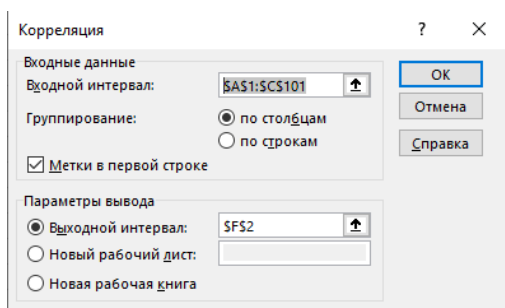 Корреляция ? ×
Входные данные
Входной интервал: $A$1:$C$101
Группирование: по столбцам
по строкам
Метки в первой строке
Параметры вывода
Выходной интервал: $F$2
Новый рабочий лист:
Новая рабочая книга
ОК
Отмена
Справка